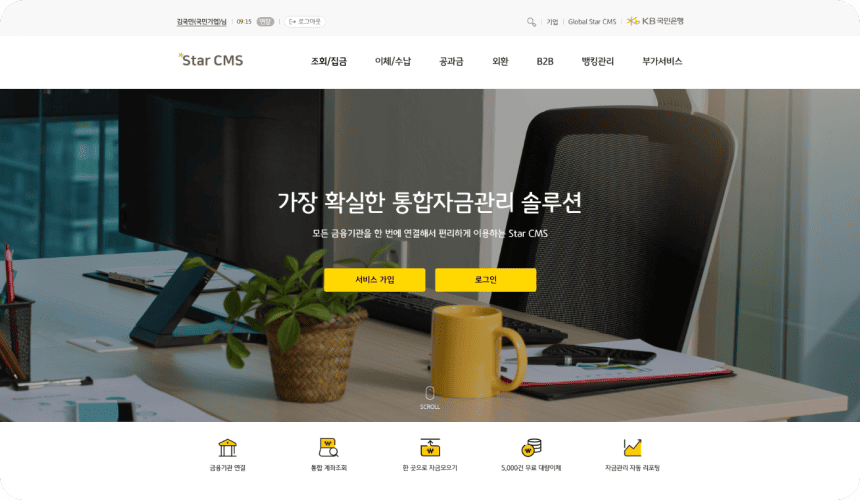 김국민(국민기업)님 09:15 연장 로그아웃 기업 Global Star CMS KB국민은행
Star CMS 조회/집금 이체/수납 공과금 외환 B2B 뱅킹관리 부가서비스
가장 확실한 통합자금관리 솔루션
모든 금융기관을 한 번에 연결해서 편리하게 이용하는 Star CMS
서비스 가입 로그인
SCROLL
금융기관 연결 통합 계좌조회 한 곳으로 자금모으기 5,000건 무료 대량이체 자금관리 자동 리포팅